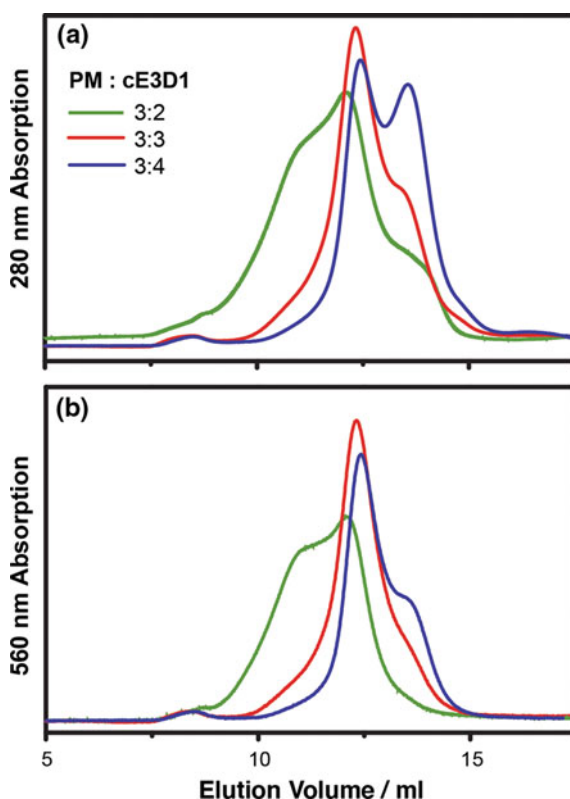 (a)
PM : cE3D1
3:2
3:3
3:4
280 nm Absorption
(b)
560 nm Absorption
5
10
15
Elution Volume / ml